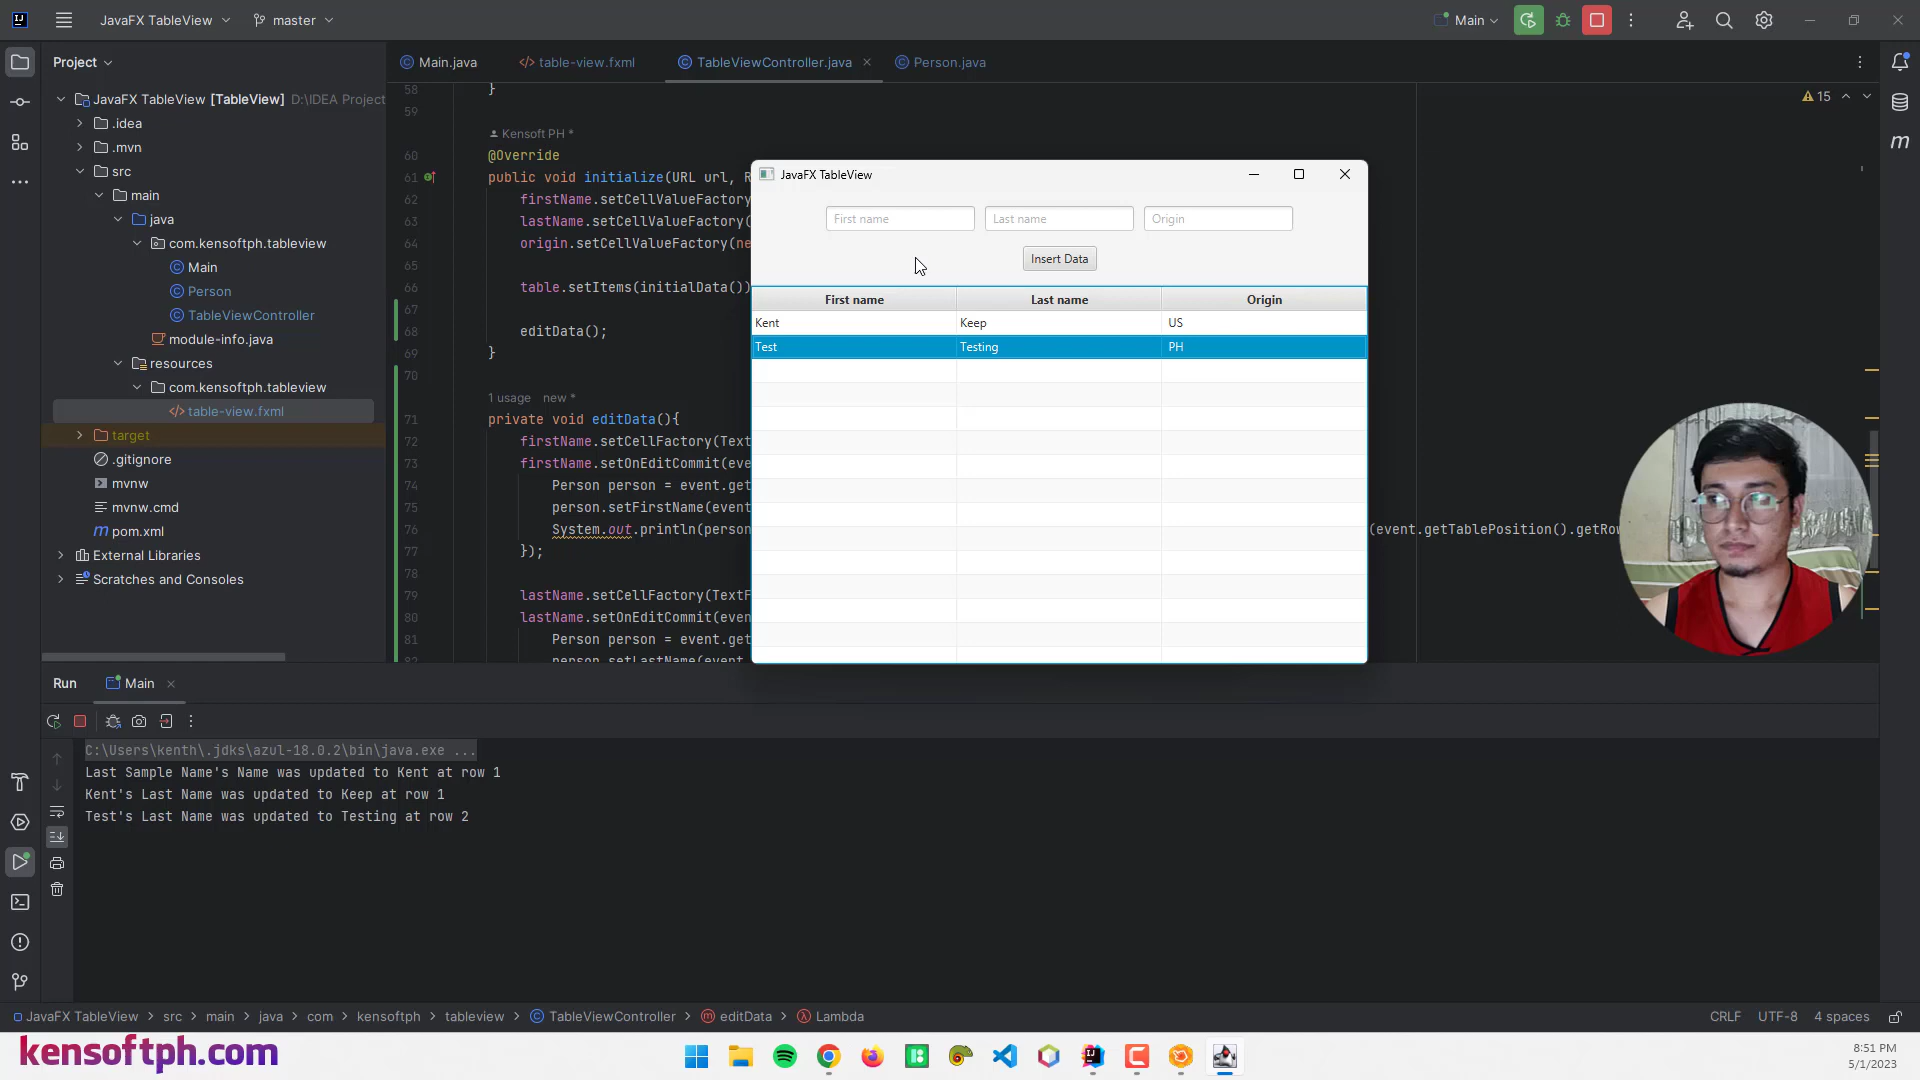 JavaFX TableView
master
Main
Project
Main.java
table-view.fxml
TableViewController.java
Person.java
JavaFX TableView [TableView] D:\IDEA Project
.idea
.mvn
src
main
java
com.kensoftph.tableview
Main
Person
TableViewController
module-info.java
resources
com.kensoftph.tableview
table-view.fxml
target
.gitignore
mvnw
mvnw.cmd
pom.xml
External Libraries
Scratches and Consoles
15
58 }
59
Kensoft PH *
60 @Override
61 public void initialize(URL url, R
62 firstName.setCellValueFactory
63 lastName.setCellValueFactory(
64 origin.setCellValueFactory(ne
65
66 table.setItems(initialData())
67
68 editData();
69 }
70
1 usage new *
71 private void editData(){
72 firstName.setCellFactory(Text
73 firstName.setOnEditCommit(eve
74 Person person = event.get
75 person.setFirstName(event
76 System.out.println(person (event.getTablePosition().getRow
77 });
78
79 lastName.setCellFactory(TextF
80 lastName.setOnEditCommit(even
81 Person person = event.get
82 person.setLastName(event
JavaFX TableView
First name Last name Origin
Insert Data
First name Last name Origin
Kent Keep US
Test Testing PH
Run Main
C:\Users\kenth\.jdks\azul-18.0.2\bin\java.exe ...
Last Sample Name's Name was updated to Kent at row 1
Kent's Last Name was updated to Keep at row 1
Test's Last Name was updated to Testing at row 2
JavaFX TableView > src > main > java > com > kensoftph > tableview > TableViewController > editData > Lambda
CRLF UTF-8 4 spaces
kensoftph.com
8:51 PM
5/1/2023